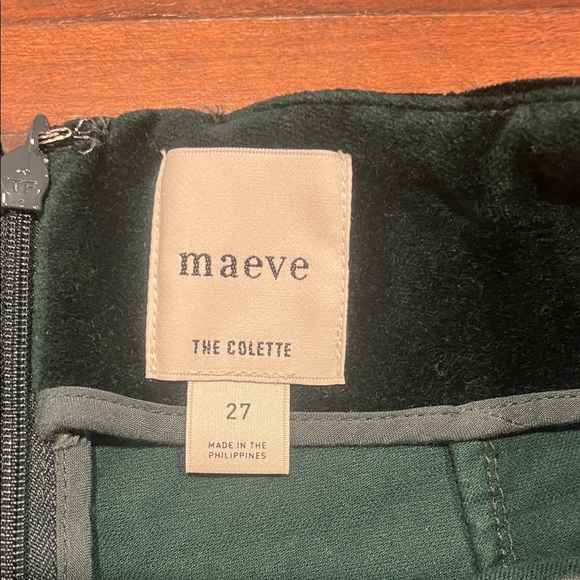 maeve
THE COLETTE
27
MADE IN THE
PHILIPPINES